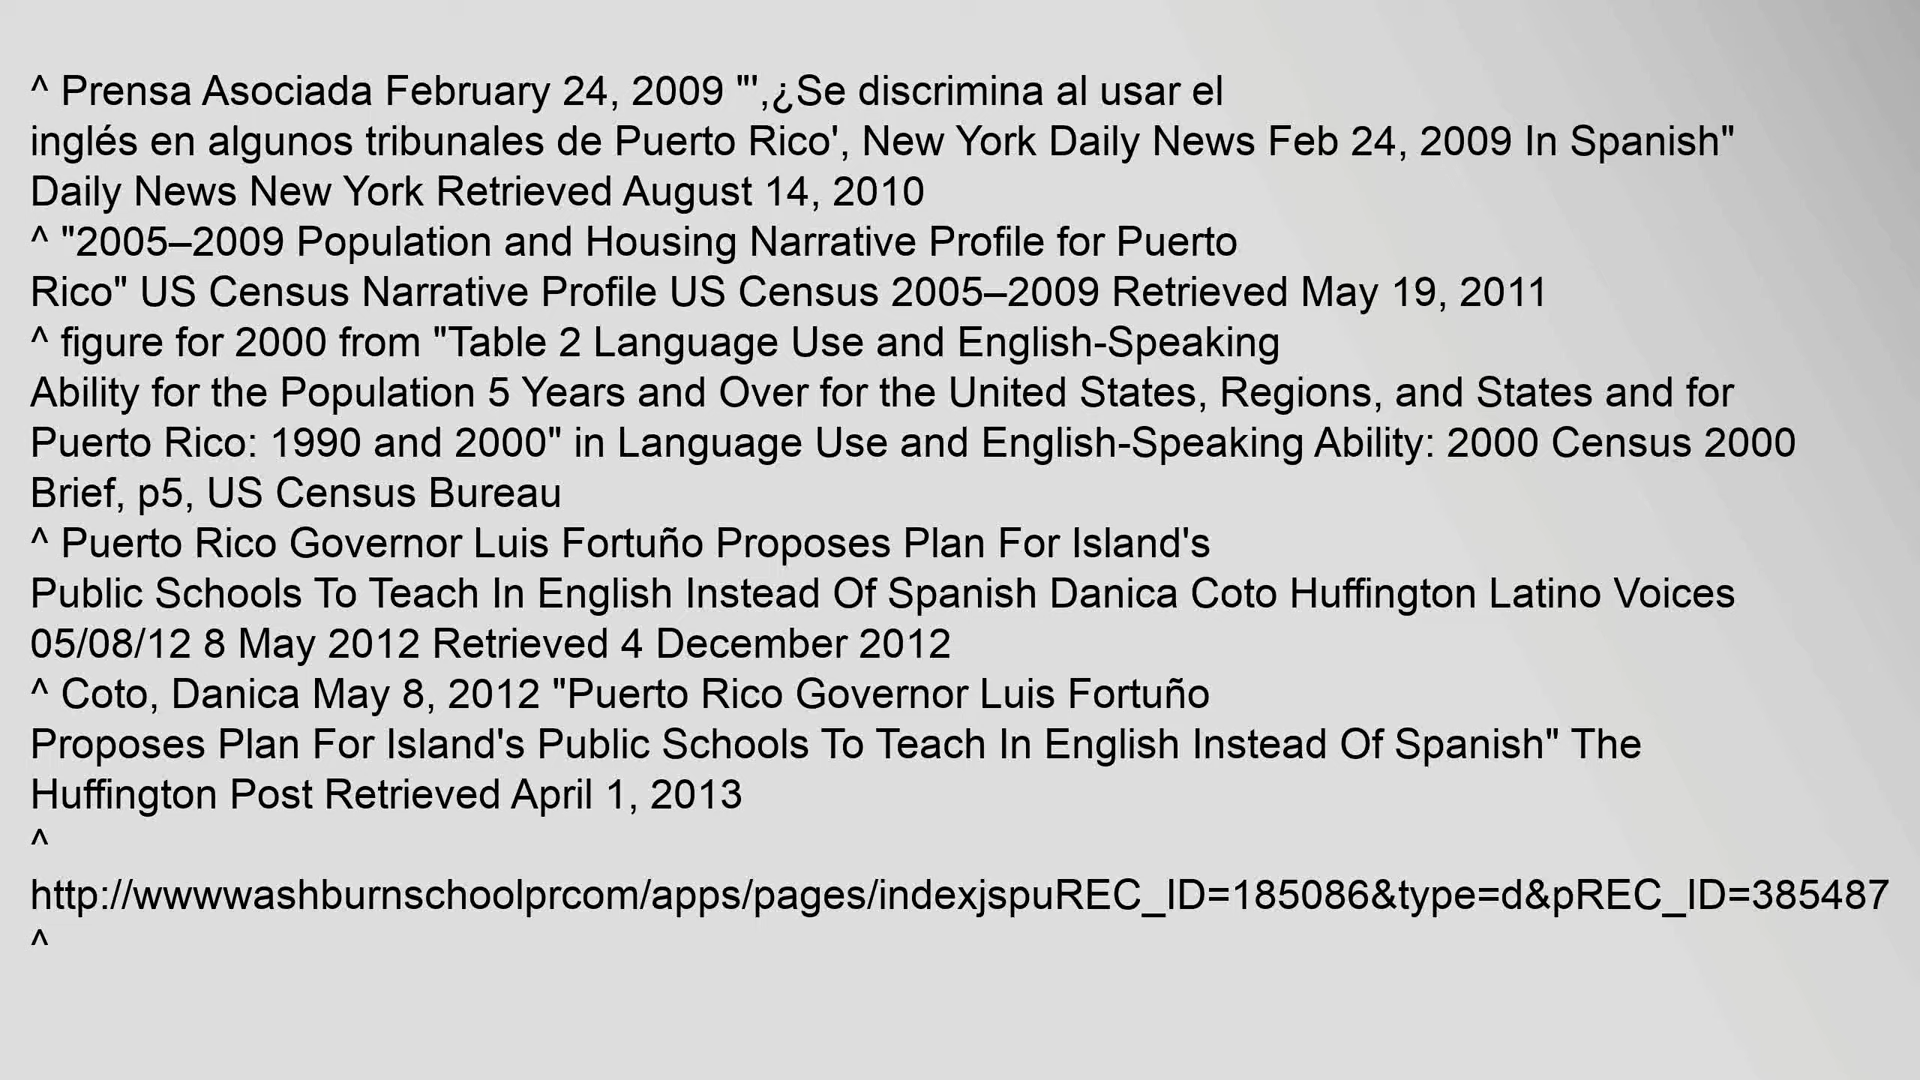 ^ Prensa Asociada February 24, 2009 "',¿Se discrimina al usar el
inglés en algunos tribunales de Puerto Rico', New York Daily News Feb 24, 2009 In Spanish"
Daily News New York Retrieved August 14, 2010
^ "2005–2009 Population and Housing Narrative Profile for Puerto
Rico" US Census Narrative Profile US Census 2005–2009 Retrieved May 19, 2011
^ figure for 2000 from "Table 2 Language Use and English-Speaking
Ability for the Population 5 Years and Over for the United States, Regions, and States and for
Puerto Rico: 1990 and 2000" in Language Use and English-Speaking Ability: 2000 Census 2000
Brief, p5, US Census Bureau
^ Puerto Rico Governor Luis Fortuño Proposes Plan For Island's
Public Schools To Teach In English Instead Of Spanish Danica Coto Huffington Latino Voices
05/08/12 8 May 2012 Retrieved 4 December 2012
^ Coto, Danica May 8, 2012 "Puerto Rico Governor Luis Fortuño
Proposes Plan For Island's Public Schools To Teach In English Instead Of Spanish" The
Huffington Post Retrieved April 1, 2013
^
http://wwwwashburnschoolprcom/apps/pages/indexjspuREC_ID=185086&type=d&pREC_ID=385487
^